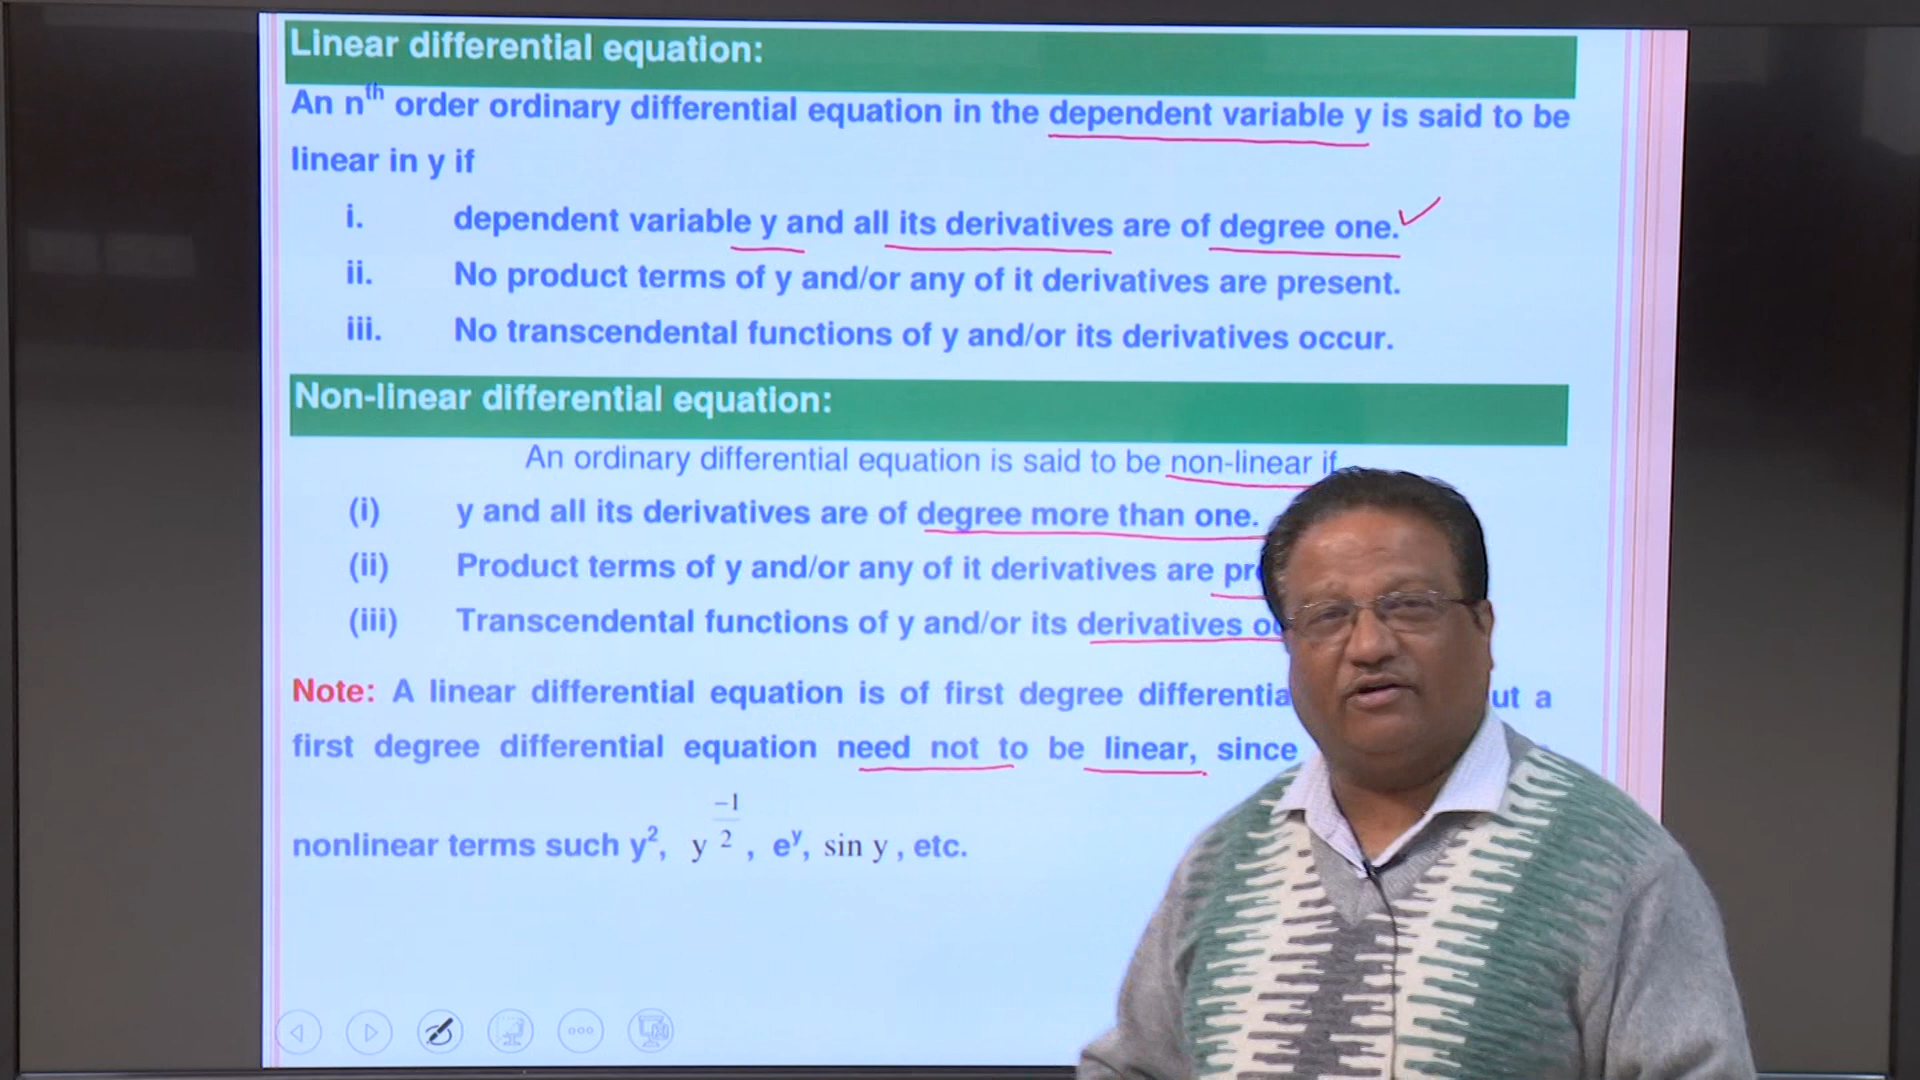 Linear differential equation:
An nth order ordinary differential equation in the dependent variable y is said to be
linear in y if
i. dependent variable y and all its derivatives are of degree one.
ii. No product terms of y and/or any of it derivatives are present.
iii. No transcendental functions of y and/or its derivatives occur.
Non-linear differential equation:
An ordinary differential equation is said to be non-linear if
(i) y and all its derivatives are of degree more than one.
(ii) Product terms of y and/or any of it derivatives are
(iii) Transcendental functions of y and/or its derivatives
Note: A linear differential equation is of first degree a
first degree differential equation need not to be linear, since
nonlinear terms such y², y^(-1/2), e^y, sin y, etc.